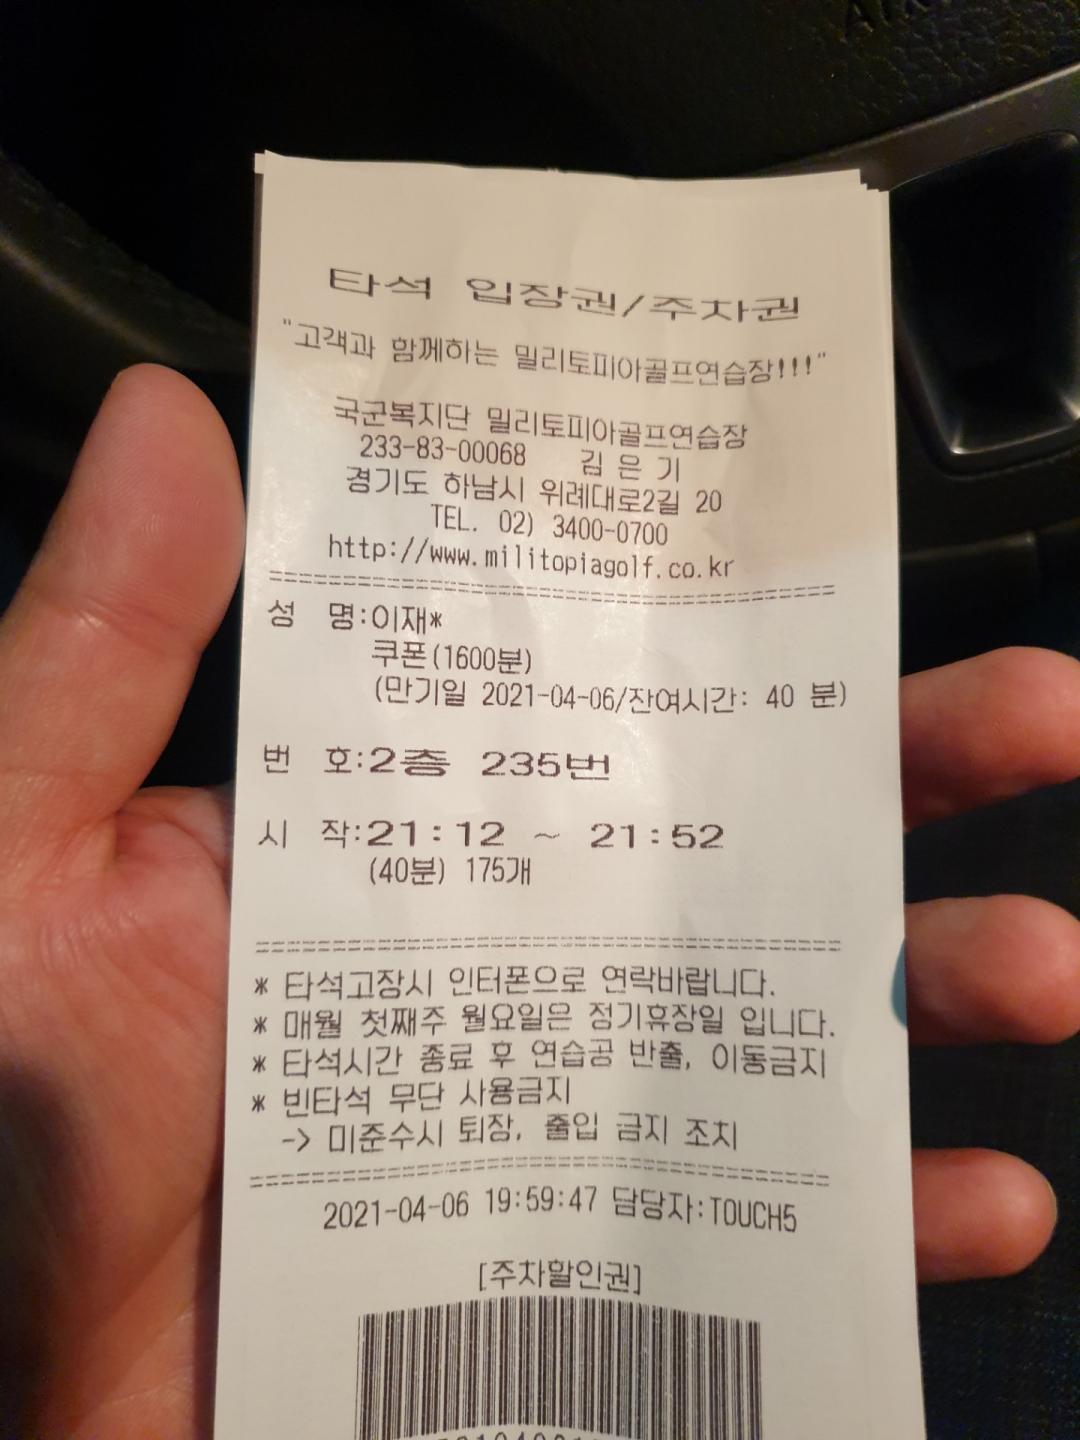 타석 입장권/주차권
"고객과 함께하는 밀리토피아골프연습장!!!"
국군복지단 밀리토피아골프연습장
233-83-00068 김 은 기
경기도 하남시 위례대로2길 20
TEL. 02) 3400-0700
http://www.militopiagolf.co.kr
성 명:이재*
쿠폰(1600분)
(만기일 2021-04-06/잔여시간: 40 분)
번 호:2층 235번
시 작:21:12 ~ 21:52
(40분) 175개
* 타석고장시 인터폰으로 연락바랍니다.
* 매월 첫째주 월요일은 정기휴장일 입니다.
* 타석시간 종료 후 연습공 반출, 이동금지
* 빈타석 무단 사용금지
-> 미준수시 퇴장, 출입 금지 조치
2021-04-06 19:59:47 담당자:TOUCH5
[주차할인권]